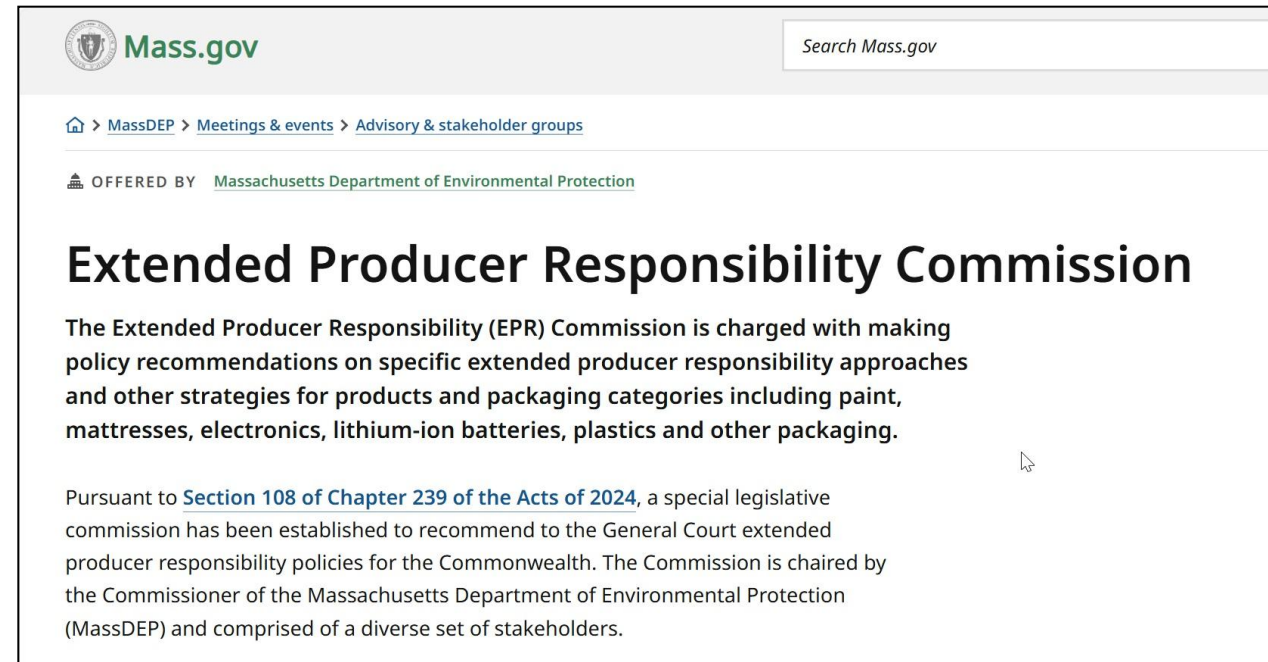 Mass.gov
Search Mass.gov
> MassDEP > Meetings & events > Advisory & stakeholder groups
OFFERED BY Massachusetts Department of Environmental Protection
Extended Producer Responsibility Commission
The Extended Producer Responsibility (EPR) Commission is charged with making
policy recommendations on specific extended producer responsibility approaches
and other strategies for products and packaging categories including paint,
mattresses, electronics, lithium-ion batteries, plastics and other packaging.
Pursuant to Section 108 of Chapter 239 of the Acts of 2024, a special legislative
commission has been established to recommend to the General Court extended
producer responsibility policies for the Commonwealth. The Commission is chaired by
the Commissioner of the Massachusetts Department of Environmental Protection
(MassDEP) and comprised of a diverse set of stakeholders.